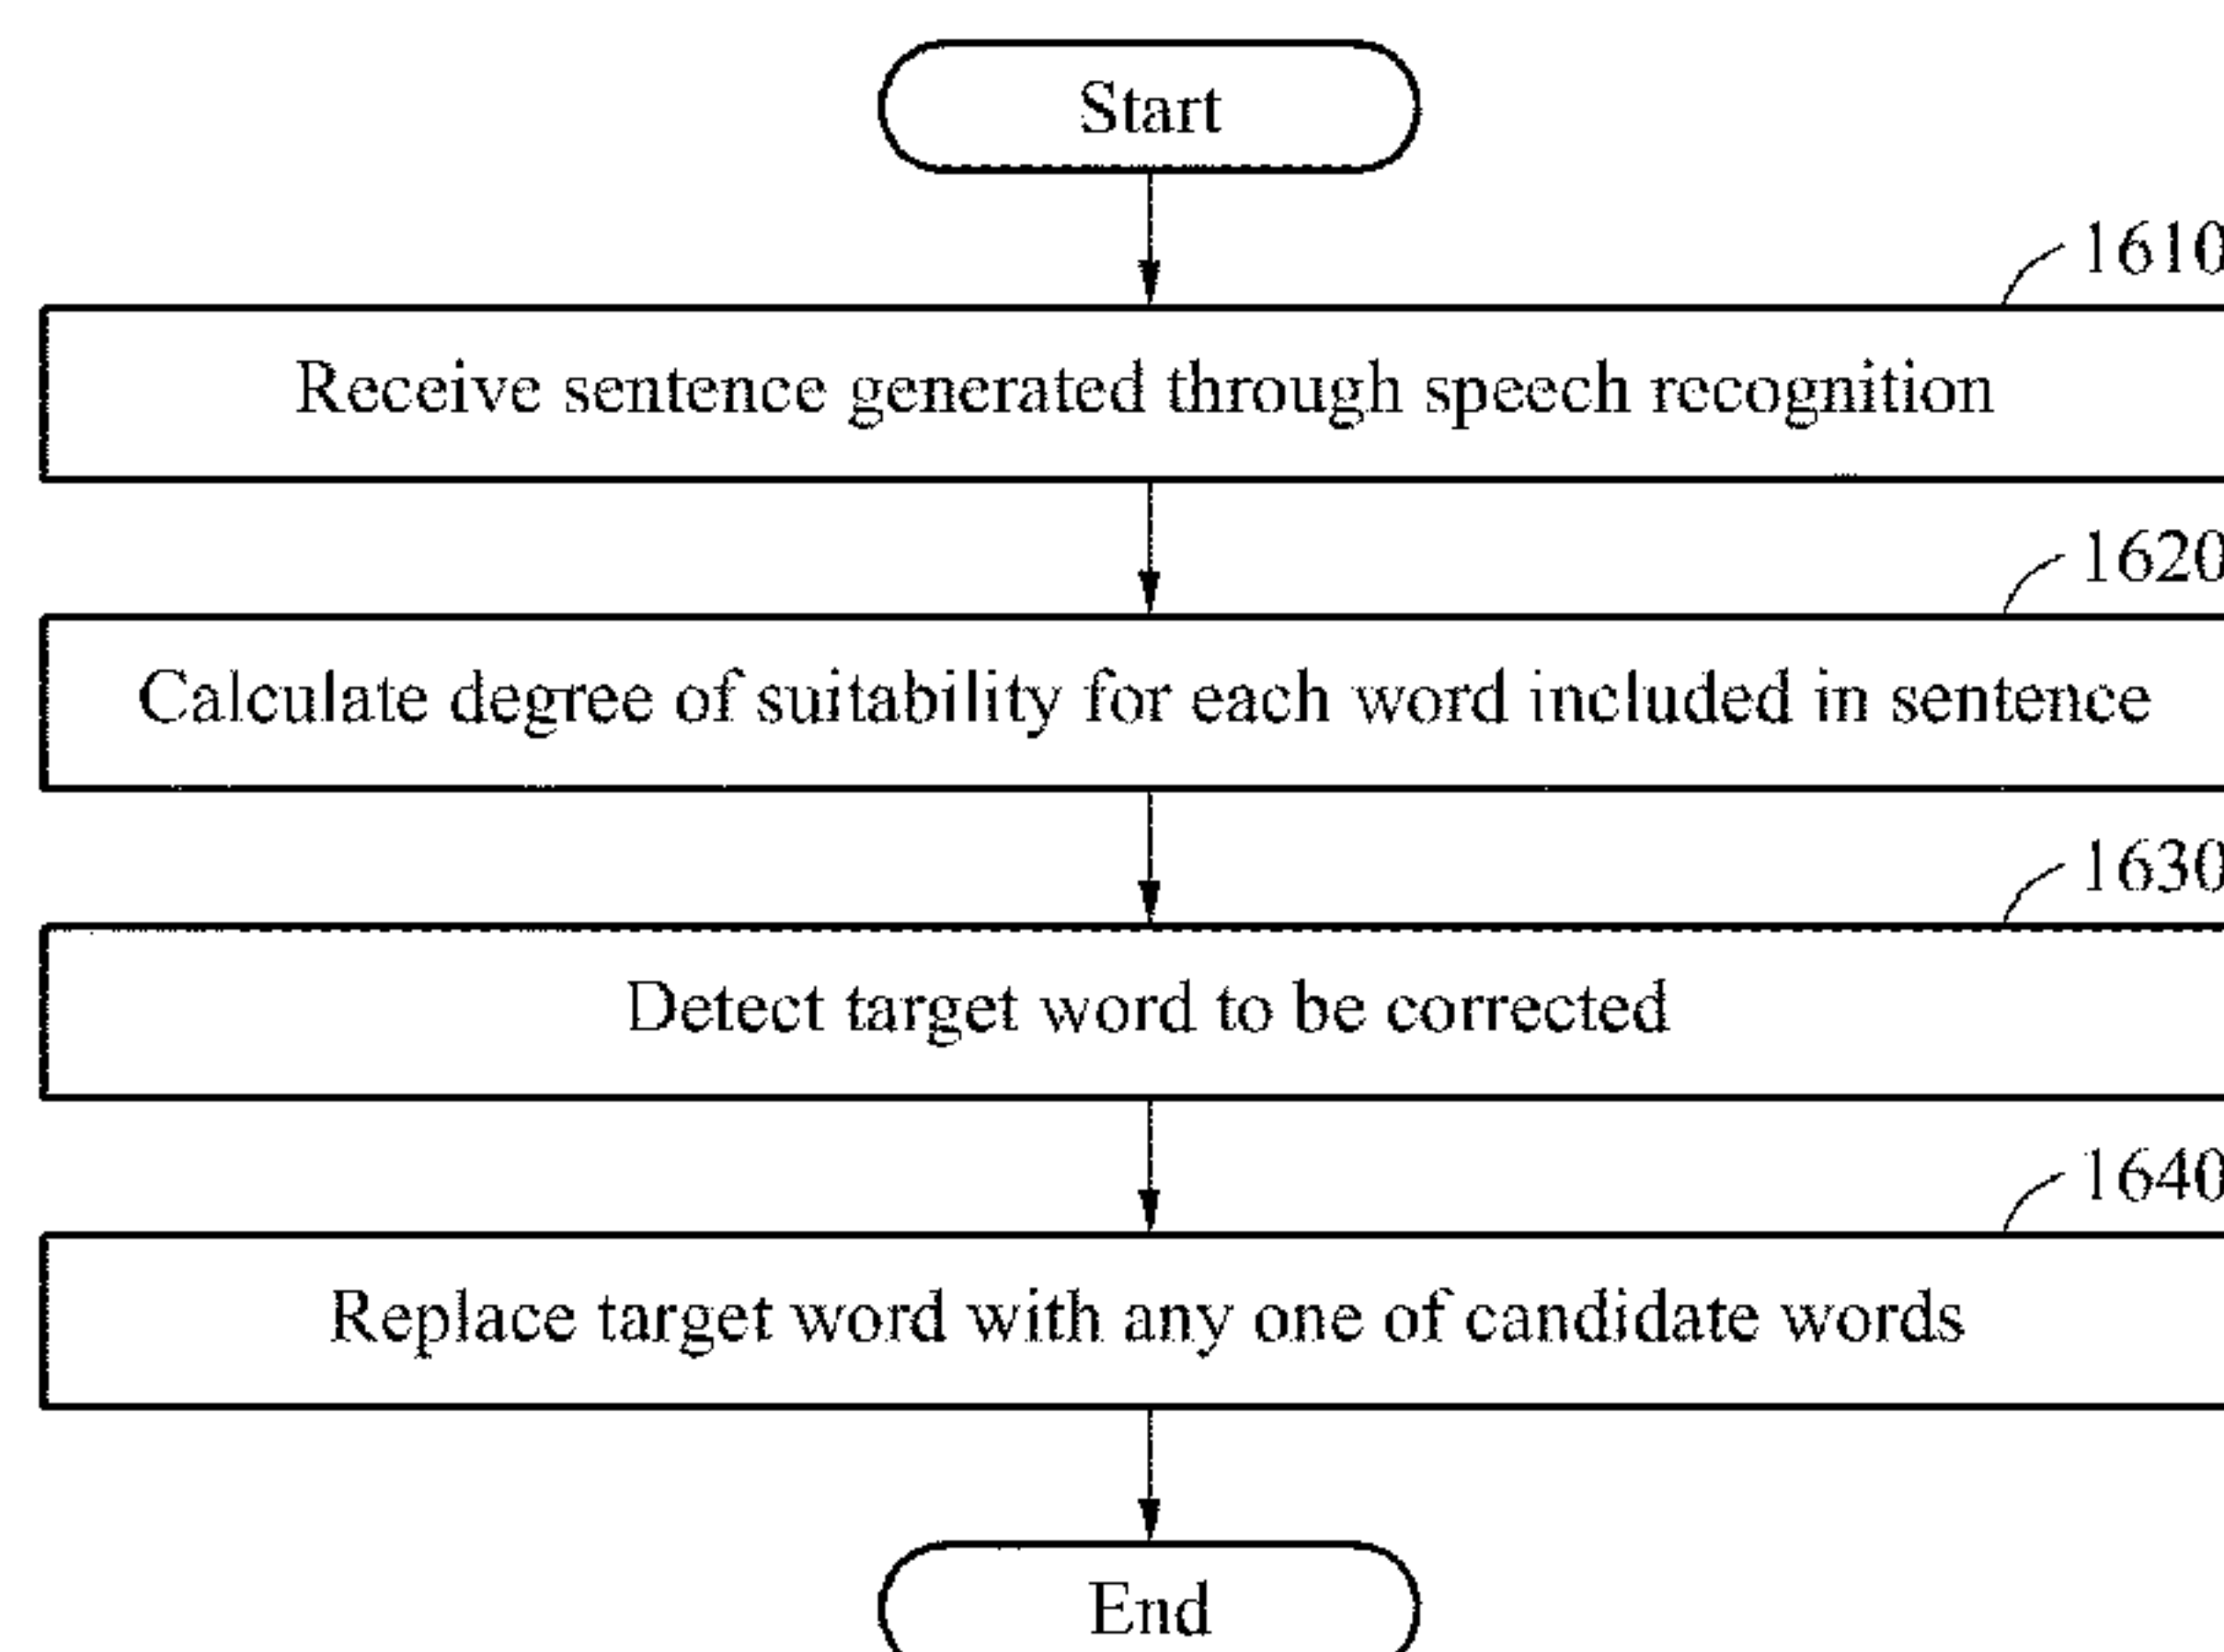 Start
1610
Receive sentence generated through speech recognition
1620
Calculate degree of suitability for each word included in sentence
1630
Detect target word to be corrected
1640
Replace target word with any one of candidate words
End